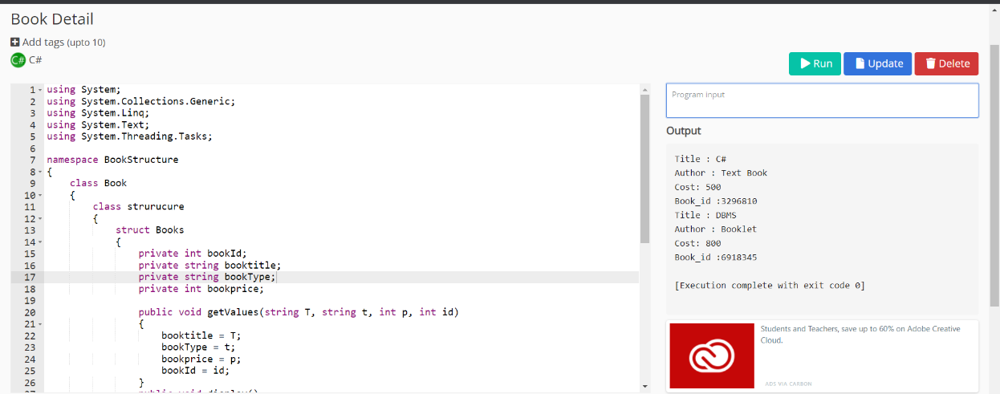 Book Detail
Add tags (upto 10)
C# C#
Run Update Delete
1 using System;
2 using System.Collections.Generic;
3 using System.Linq;
4 using System.Text;
5 using System.Threading.Tasks;
6
7 namespace BookStructure
8 {
9 class Book
10 {
11 class strurucure
12 {
13 struct Books
14 {
15 private int bookId;
16 private string booktitle;
17 private string bookType;
18 private int bookprice;
19
20 public void getValues(string T, string t, int p, int id)
21 {
22 booktitle = T;
23 bookType = t;
24 bookprice = p;
25 bookId = id;
26 }
Program input
Output
Title : C#
Author : Text Book
Cost: 500
Book_id :3296810
Title : DBMS
Author : Booklet
Cost: 800
Book_id :6918345
[Execution complete with exit code 0]
Students and Teachers, save up to 60% on Adobe Creative
Cloud.
ADS VIA CARBON